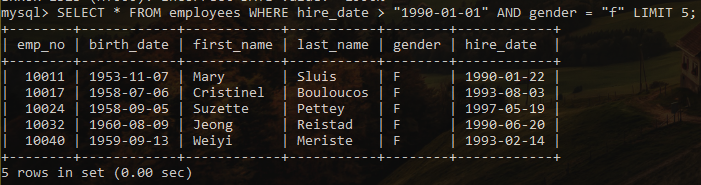 mysql> SELECT * FROM employees WHERE hire_date > "1990-01-01" AND gender = "f" LIMIT 5;
+--------+------------+------------+-----------+--------+------------+
| emp_no | birth_date | first_name | last_name | gender | hire_date  |
+--------+------------+------------+-----------+--------+------------+
|  10011 | 1953-11-07 | Mary       | Sluis     | F      | 1990-01-22 |
|  10017 | 1958-07-06 | Cristinel  | Bouloucos | F      | 1993-08-03 |
|  10024 | 1958-09-05 | Suzette    | Pettey    | F      | 1997-05-19 |
|  10032 | 1960-08-09 | Jeong      | Reistad   | F      | 1990-06-20 |
|  10040 | 1959-09-13 | Weiyi      | Meriste   | F      | 1993-02-14 |
+--------+------------+------------+-----------+--------+------------+
5 rows in set (0.00 sec)